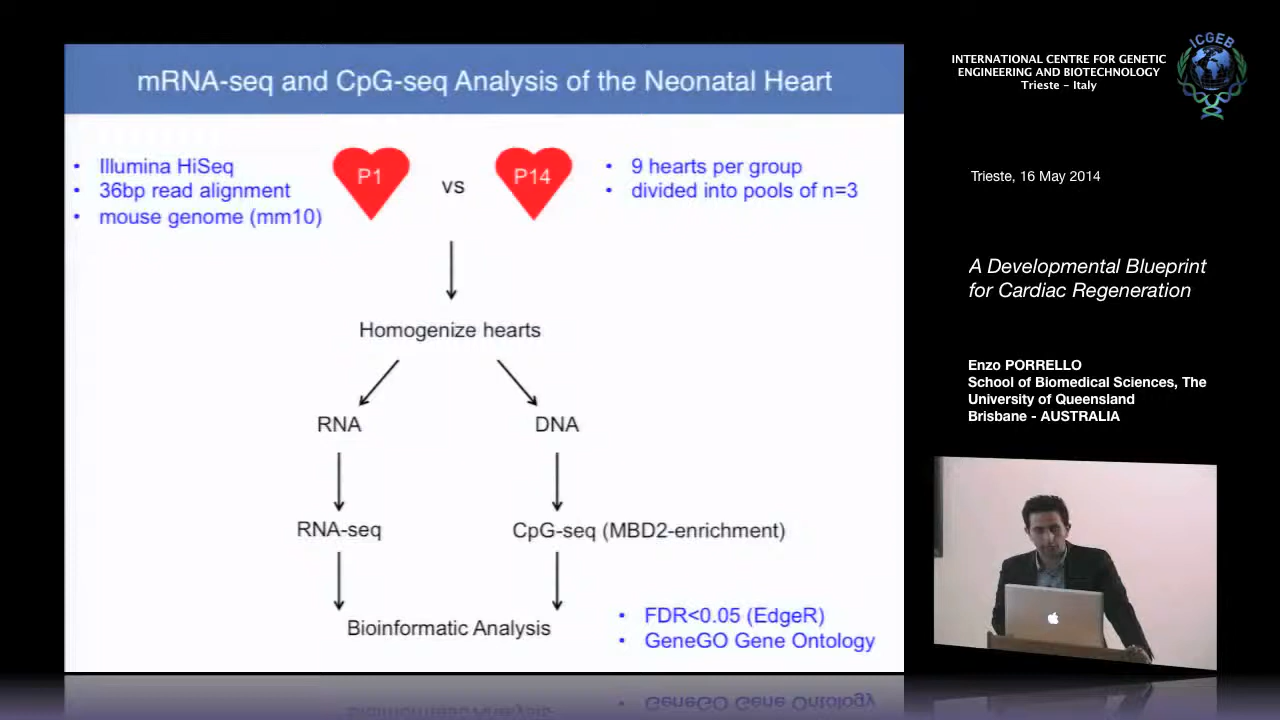 mRNA-seq and CpG-seq Analysis of the Neonatal Heart
• Illumina HiSeq
• 36bp read alignment
• mouse genome (mm10)
P1
vs
P14
• 9 hearts per group
• divided into pools of n=3
Homogenize hearts
RNA
DNA
RNA-seq
CpG-seq (MBD2-enrichment)
Bioinformatic Analysis
• FDR<0.05 (EdgeR)
• GeneGO Gene Ontology
INTERNATIONAL CENTRE FOR GENETIC
ENGINEERING AND BIOTECHNOLOGY
Trieste - Italy
ICGEB
Trieste, 16 May 2014
A Developmental Blueprint
for Cardiac Regeneration
Enzo PORRELLO
School of Biomedical Sciences, The
University of Queensland
Brisbane - AUSTRALIA